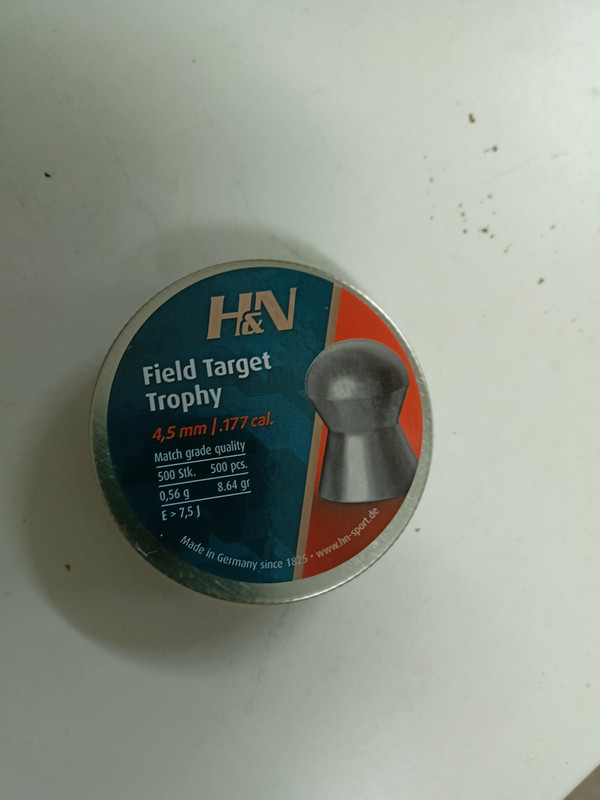 H&N
Field Target
Trophy
4,5 mm | .177 cal.
Match grade quality
500 Stk. 500 pcs.
0,56 g 8.64 gr
E > 7,5 J
Made in Germany since 1825 • www.hn-sport.de